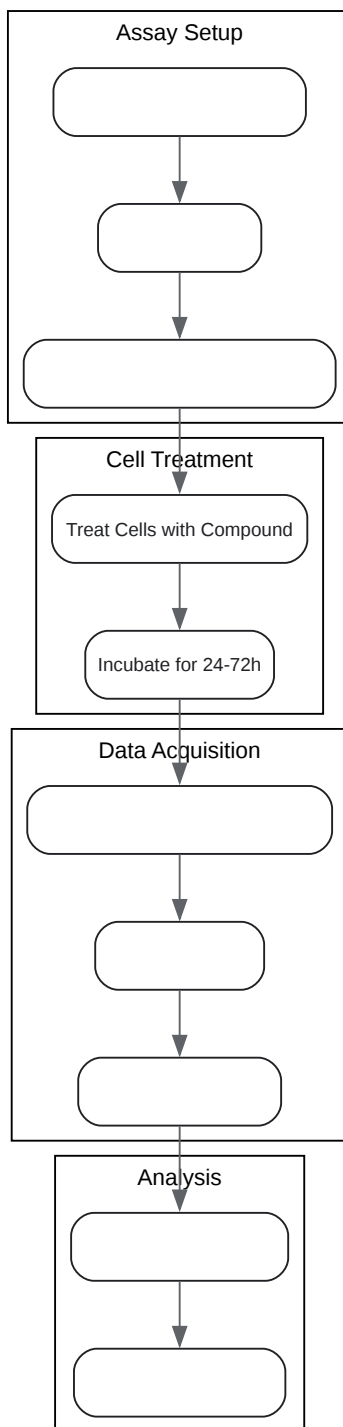 Assay Setup
Cell Treatment
Treat Cells with Compound
Incubate for 24-72h
Data Acquisition
Analysis